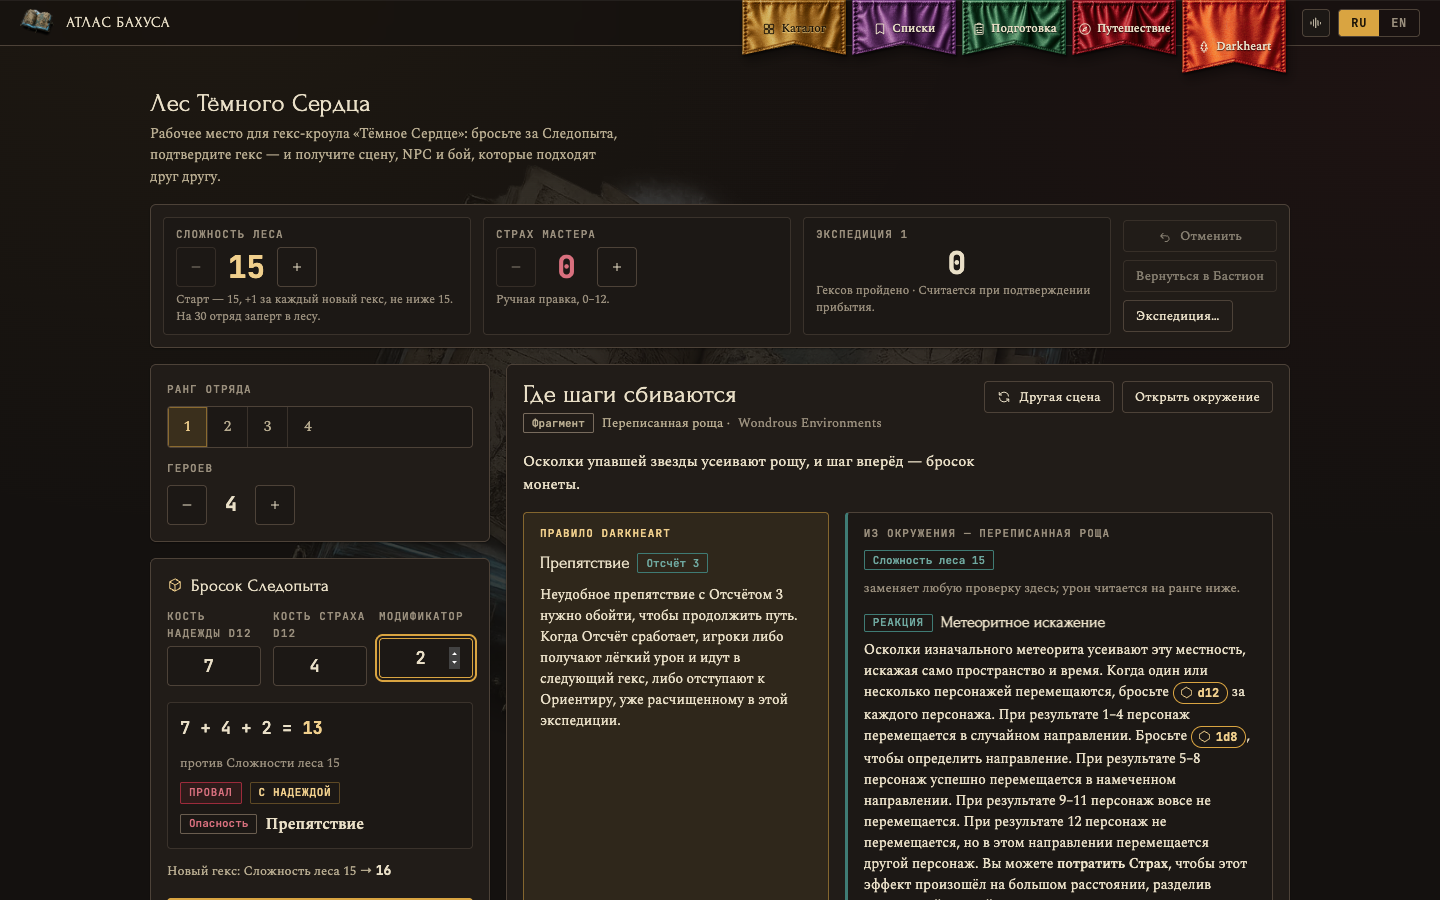 АТЛАС БАХУСА
Каталог
Списки
Подготовка
Путешествие
Darkheart
RU
EN
Лес Тёмного Сердца
Рабочее место для гекс-кроула «Тёмное Сердце»: бросьте за Следопыта,
подтвердите гекс — и получите сцену, NPC и бой, которые подходят
друг другу.
СЛОЖНОСТЬ ЛЕСА
− 15 +
Старт — 15, +1 за каждый новый гекс, не ниже 15.
На 30 отряд заперт в лесу.
СТРАХ МАСТЕРА
− 0 +
Ручная правка, 0–12.
ЭКСПЕДИЦИЯ 1
0
Гексов пройдено · Считается при подтверждении
прибытия.
Отменить
Вернуться в Бастион
Экспедиция…
РАНГ ОТРЯДА
1 2 3 4
ГЕРОЕВ
− 4 +
Бросок Следопыта
КОСТЬ
НАДЕЖДЫ D12
КОСТЬ СТРАХА
D12
МОДИФИКАТОР
7
4
2
7 + 4 + 2 = 13
против Сложности леса 15
ПРОВАЛ
С НАДЕЖДОЙ
Опасность Препятствие
Новый гекс: Сложность леса 15 → 16
Где шаги сбиваются
Другая сцена
Открыть окружение
Фрагмент Переписанная роща · Wondrous Environments
Осколки упавшей звезды усеивают рощу, и шаг вперёд — бросок
монеты.
ПРАВИЛО DARKHEART
Препятствие Отсчёт 3
Неудобное препятствие с Отсчётом 3
нужно обойти, чтобы продолжить путь.
Когда Отсчёт сработает, игроки либо
получают лёгкий урон и идут в
следующий гекс, либо отступают к
Ориентиру, уже расчищенному в этой
экспедиции.
ИЗ ОКРУЖЕНИЯ — ПЕРЕПИСАННАЯ РОЩА
Сложность леса 15
заменяет любую проверку здесь; урон читается на ранге ниже.
РЕАКЦИЯ Метеоритное искажение
Осколки изначального метеорита усеивают эту местность,
искажая само пространство и время. Когда один или
несколько персонажей перемещаются, бросьте d12 за
каждого персонажа. При результате 1–4 персонаж
перемещается в случайном направлении. Бросьте 1d8,
чтобы определить направление. При результате 5–8
персонаж успешно перемещается в намеченном
направлении. При результате 9–11 персонаж вовсе не
перемещается. При результате 12 персонаж не
перемещается, но в этом направлении перемещается
другой персонаж. Вы можете потратить Страх, чтобы этот
эффект произошёл на большом расстоянии, разделив